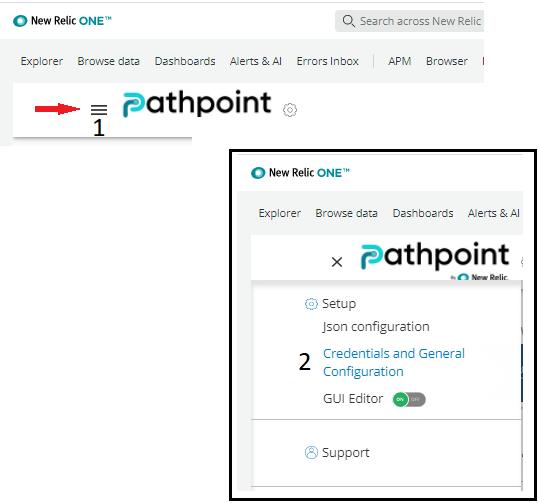 New Relic ONE™
Search across New Relic
Explorer Browse data Dashboards Alerts & AI Errors Inbox APM Browser
Pathpoint
1
New Relic ONE™
Explorer Browse data Dashboards Alerts & AI
Pathpoint
by New Relic
Setup
Json configuration
2
Credentials and General
Configuration
GUI Editor ON OFF
Support